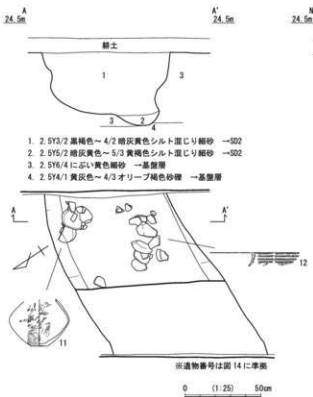 A A' N
24.5m 24.5m 24.5m
耕土
1 3
3 2 4
1. 2.5Y3/2 黒褐色～4/2 暗灰黄色シルト混じり細砂 →SD2
2. 2.5Y5/2 暗灰黄色～5/3 黄褐色シルト混じり細砂 →SD2
3. 2.5Y6/4 にぶい黄色細砂 →基盤層
4. 2.5Y4/1 黄灰色～4/3 オリーブ褐色砂礫 →基盤層
A A'
12
11
※遺物番号は図14に準拠
0 (1:25) 50cm